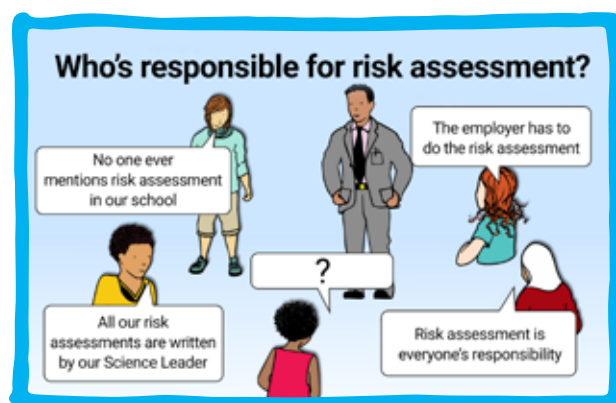 Who's responsible for risk assessment?
No one ever
mentions risk assessment
in our school
The employer has to
do the risk assessment
?
All our risk
assessments are written
by our Science Leader
Risk assessment is
everyone's responsibility